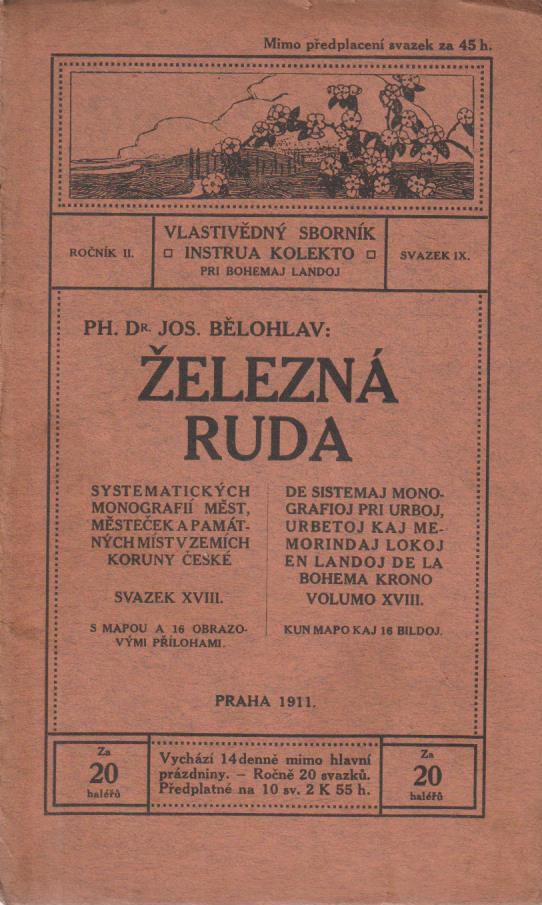 Mimo předplacení svazek za 45 h.
ROČNÍK II.
VLASTIVĚDNÝ SBORNÍK
INSTRUA KOLEKTO
PRI BOHEMAJ LANDOJ
SVAZEK IX.
PH. Dr. JOS. BĚLOHLAV:
ŽELEZNÁ
RUDA
SYSTEMATICKÝCH
MONOGRAFIÍ MĚST,
MĚSTEČEK A PAMÁT-
NÝCH MÍST V ZEMÍCH
KORUNY ČESKÉ
SVAZEK XVIII.
S MAPOU A 16 OBRAZO-
VÝMI PŘÍLOHAMI.
DE SISTEMAJ MONO-
GRAFIOJ PRI URBOJ,
URBETOJ KAJ ME-
MORINDAJ LOKOJ
EN LANDOJ DE LA
BOHEMA KRONO
VOLUMO XVIII.
KUN MAPO KAJ 16 BILDOJ.
PRAHA 1911.
Za
20
haléřů
Vychází 14denně mimo hlavní
prázdniny. – Ročně 20 svazků.
Předplatné na 10 sv. 2 K 55 h.
Za
20
haléřů